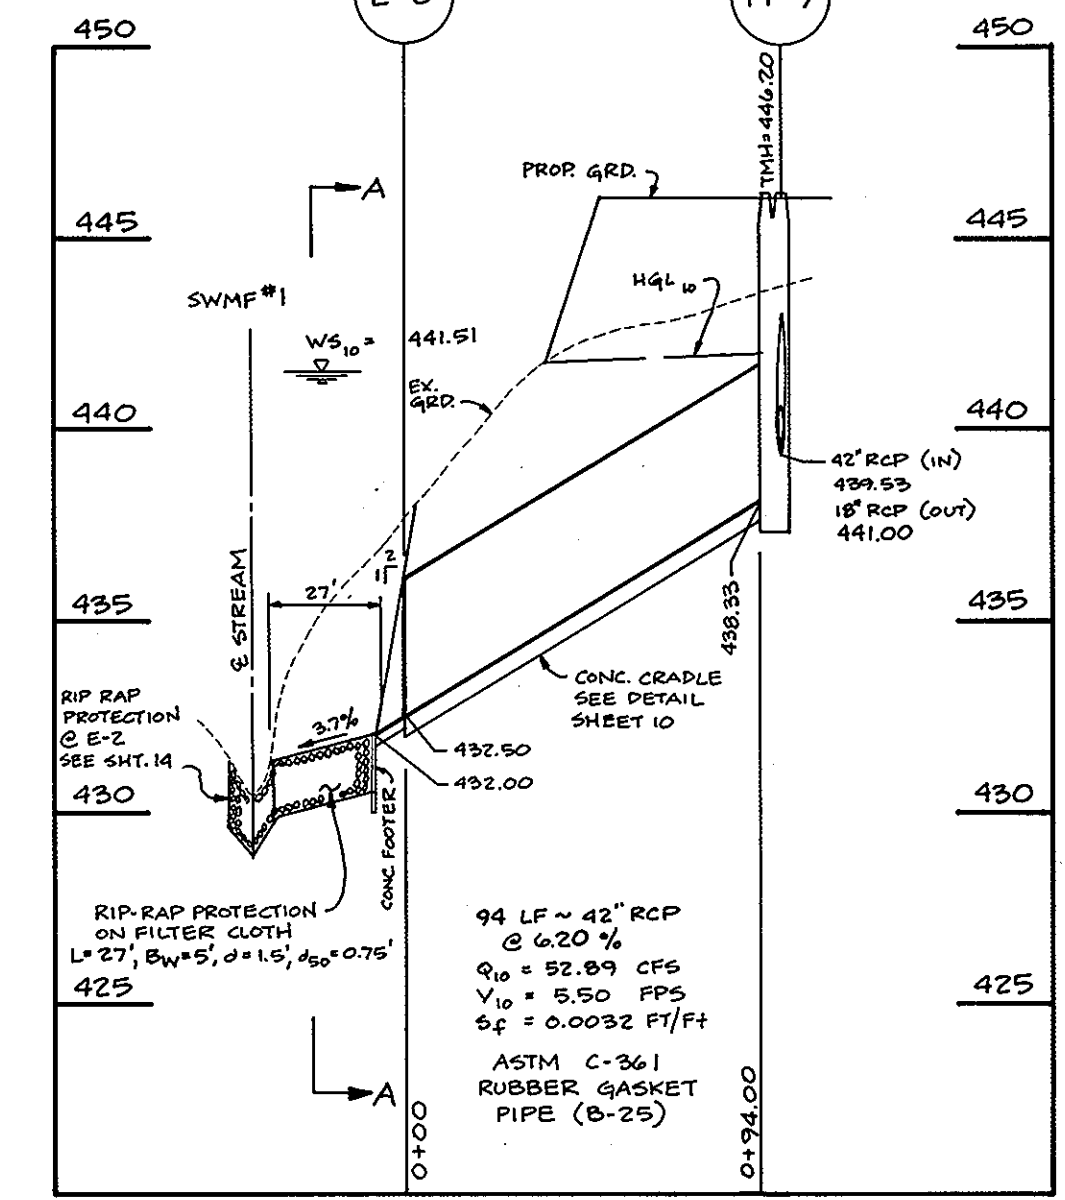 450
450
TMH=446.20
A
PROP. GRD.
445
445
HGL 10
SWMF #1
WS10 = 441.51
EX.
GRD.
440
440
42" RCP (IN)
439.53
18" RCP (OUT)
441.00
2
1
℄ STREAM
27'
435
435
438.33
CONC. CRADLE
SEE DETAIL
SHEET 10
RIP RAP
PROTECTION
@ E-2
SEE SHT. 14
3.7%
432.50
432.00
430
430
CONC. FOOTER
RIP-RAP PROTECTION
ON FILTER CLOTH
L=27', BW=5', d=1.5', d50=0.75'
94 LF ~ 42" RCP
@ 6.20 %
Q10 = 52.89 CFS
V10 = 5.50 FPS
Sf = 0.0032 FT/Ft
425
425
ASTM C-361
RUBBER GASKET
PIPE (B-25)
A
0+00
0+94.00